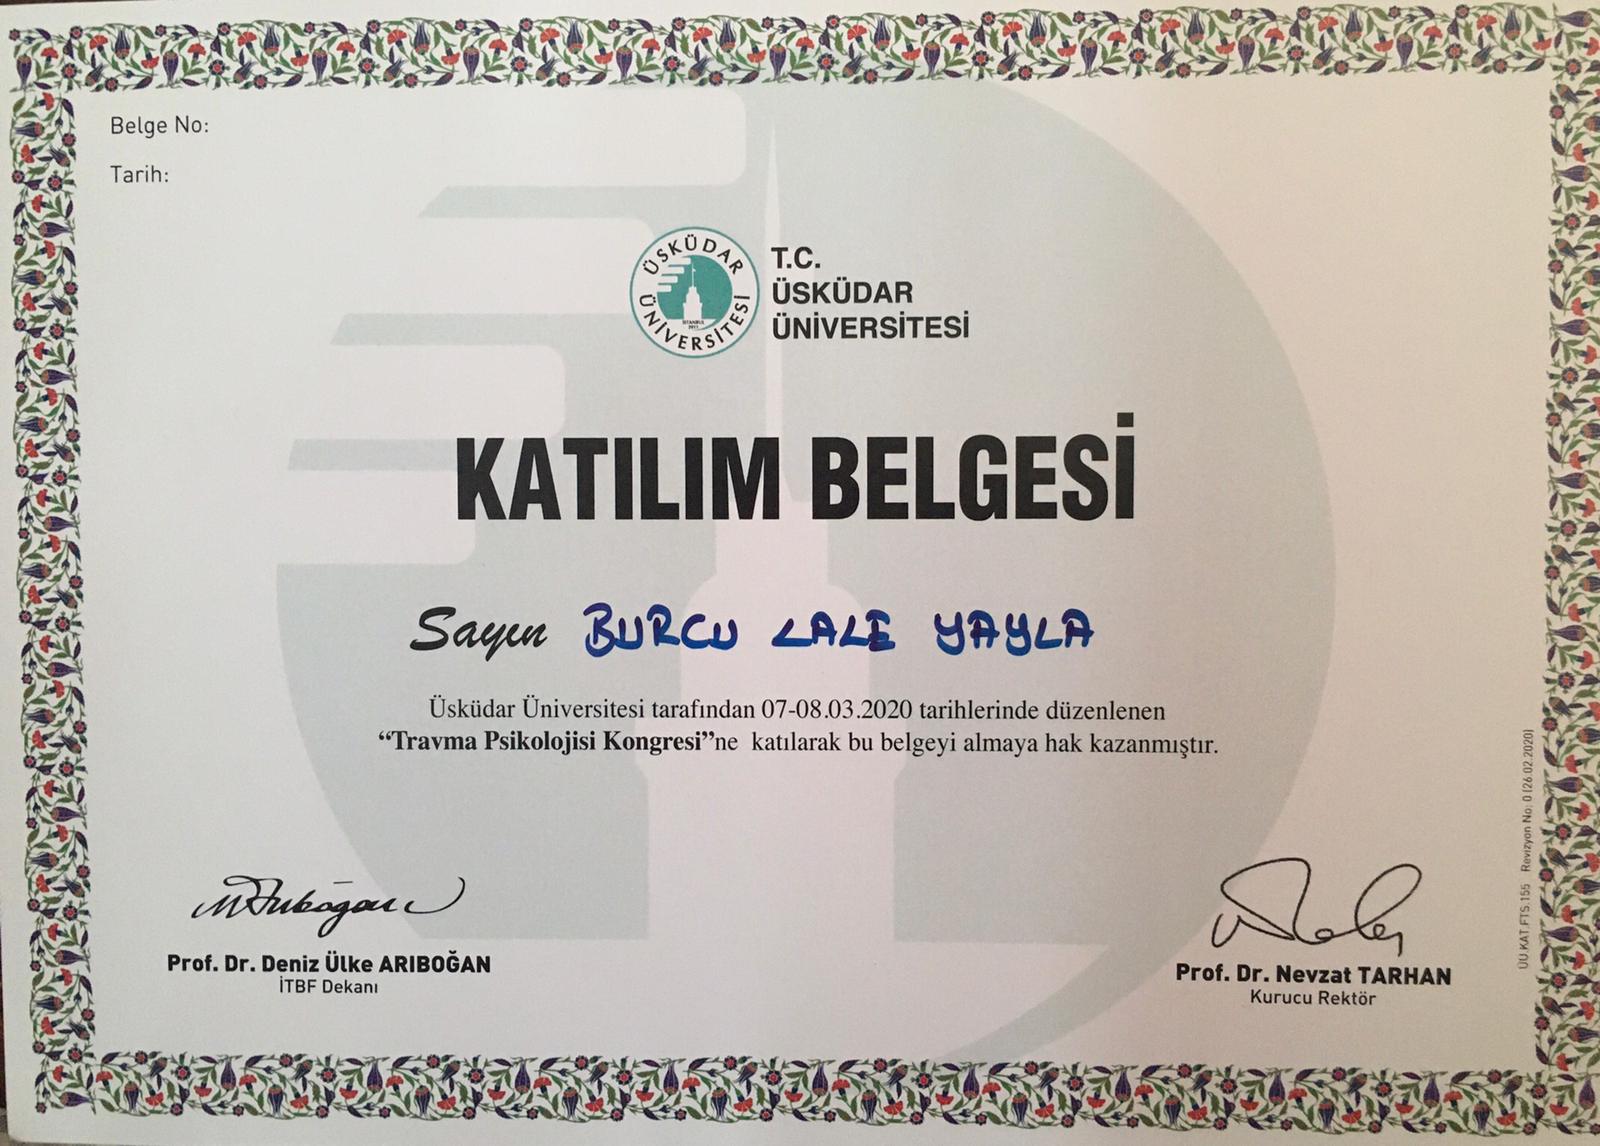 Belge No:
Tarih:
ÜSKÜDAR ÜNİVERSİTESİ
İSTANBUL
2011
T.C.
ÜSKÜDAR
ÜNİVERSİTESİ
KATILIM BELGESİ
Sayın BURCU LALE YAYLA
Üsküdar Üniversitesi tarafından 07-08.03.2020 tarihlerinde düzenlenen
“Travma Psikolojisi Kongresi”ne katılarak bu belgeyi almaya hak kazanmıştır.
Prof. Dr. Deniz Ülke ARIBOĞAN
İTBF Dekanı
Prof. Dr. Nevzat TARHAN
Kurucu Rektör
ÜU.KAT.FTS.155 Revizyon No: 0 (26.02.2020)